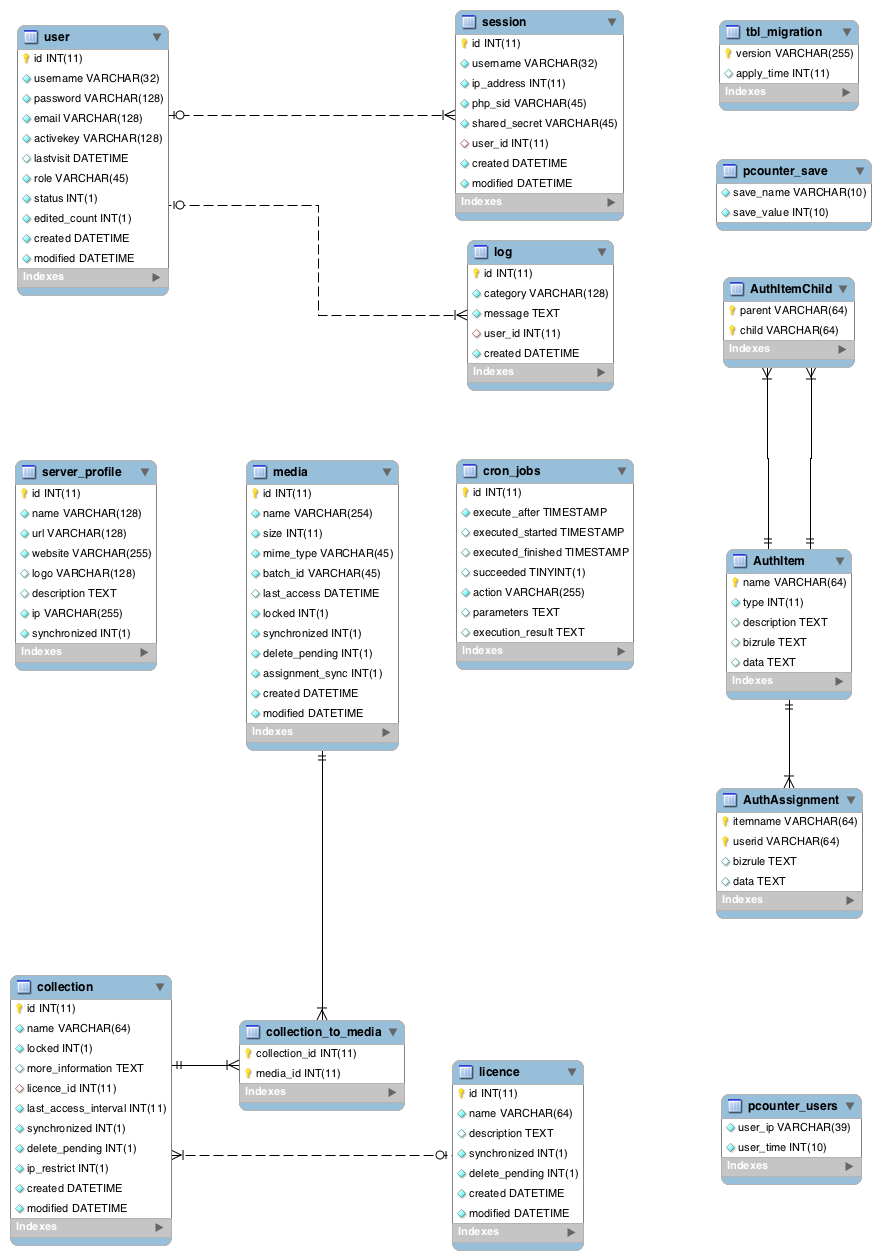 user
id INT(11)
username VARCHAR(32)
password VARCHAR(128)
email VARCHAR(128)
activekey VARCHAR(128)
lastvisit DATETIME
role VARCHAR(45)
status INT(1)
edited_count INT(1)
created DATETIME
modified DATETIME
Indexes
session
id INT(11)
username VARCHAR(32)
ip_address INT(11)
php_sid VARCHAR(45)
shared_secret VARCHAR(45)
user_id INT(11)
created DATETIME
modified DATETIME
Indexes
tbl_migration
version VARCHAR(255)
apply_time INT(11)
Indexes
pcounter_save
save_name VARCHAR(10)
save_value INT(10)
log
id INT(11)
category VARCHAR(128)
message TEXT
user_id INT(11)
created DATETIME
Indexes
AuthItemChild
parent VARCHAR(64)
child VARCHAR(64)
Indexes
server_profile
id INT(11)
name VARCHAR(128)
url VARCHAR(128)
website VARCHAR(255)
logo VARCHAR(128)
description TEXT
ip VARCHAR(255)
synchronized INT(1)
Indexes
media
id INT(11)
name VARCHAR(254)
size INT(11)
mime_type VARCHAR(45)
batch_id VARCHAR(45)
last_access DATETIME
locked INT(1)
synchronized INT(1)
delete_pending INT(1)
assignment_sync INT(1)
created DATETIME
modified DATETIME
Indexes
cron_jobs
id INT(11)
execute_after TIMESTAMP
executed_started TIMESTAMP
executed_finished TIMESTAMP
succeeded TINYINT(1)
action VARCHAR(255)
parameters TEXT
execution_result TEXT
Indexes
AuthItem
name VARCHAR(64)
type INT(11)
description TEXT
bizrule TEXT
data TEXT
Indexes
AuthAssignment
itemname VARCHAR(64)
userid VARCHAR(64)
bizrule TEXT
data TEXT
Indexes
collection
id INT(11)
name VARCHAR(64)
locked INT(1)
more_information TEXT
licence_id INT(11)
last_access_interval INT(11)
synchronized INT(1)
delete_pending INT(1)
ip_restrict INT(1)
created DATETIME
modified DATETIME
Indexes
collection_to_media
collection_id INT(11)
media_id INT(11)
Indexes
licence
id INT(11)
name VARCHAR(64)
description TEXT
synchronized INT(1)
delete_pending INT(1)
created DATETIME
modified DATETIME
Indexes
pcounter_users
user_ip VARCHAR(39)
user_time INT(10)
Indexes